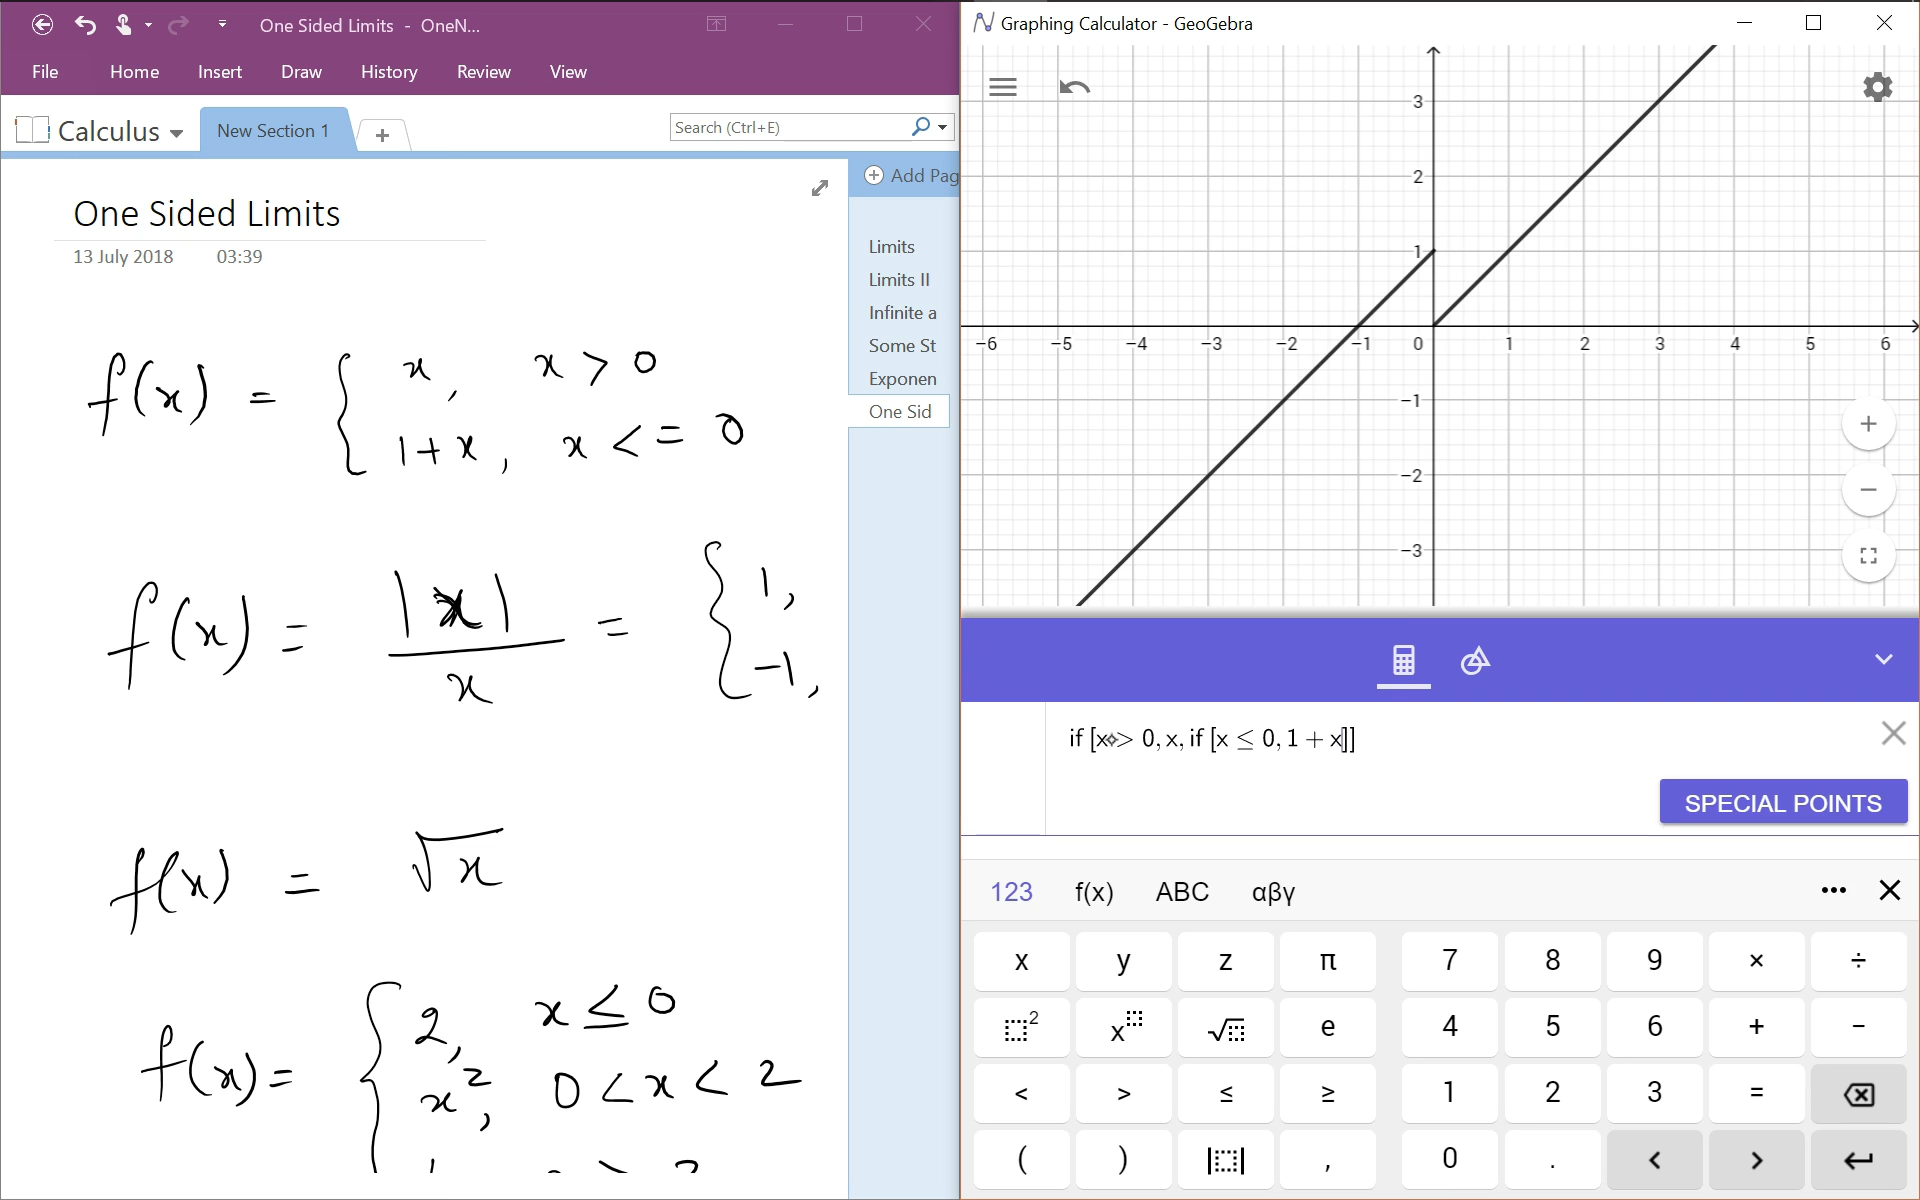 One Sided Limits - OneN...
File Home Insert Draw History Review View
Calculus New Section 1 +
Search (Ctrl+E)
Add Pag
One Sided Limits
13 July 2018 03:39
Limits
Limits II
Infinite a
Some St
Exponen
One Sid
f(x) = { x, x > 0
1+x, x <= 0
f(x) = |x| / x = { 1,
-1,
f(x) = √x
f(x) = { 2, x ≤ 0
x², 0 < x < 2
Graphing Calculator - GeoGebra
3
2
1
−6 −5 −4 −3 −2 −1 0 1 2 3 4 5 6
−1
−2
−3
+
−
if [x > 0, x, if [x ≤ 0, 1 + x]]
SPECIAL POINTS
123 f(x) ABC αβγ
x y z π 7 8 9 × ÷
2 x √ e 4 5 6 + −
< > ≤ ≥ 1 2 3 =
( ) | | , 0 . < >